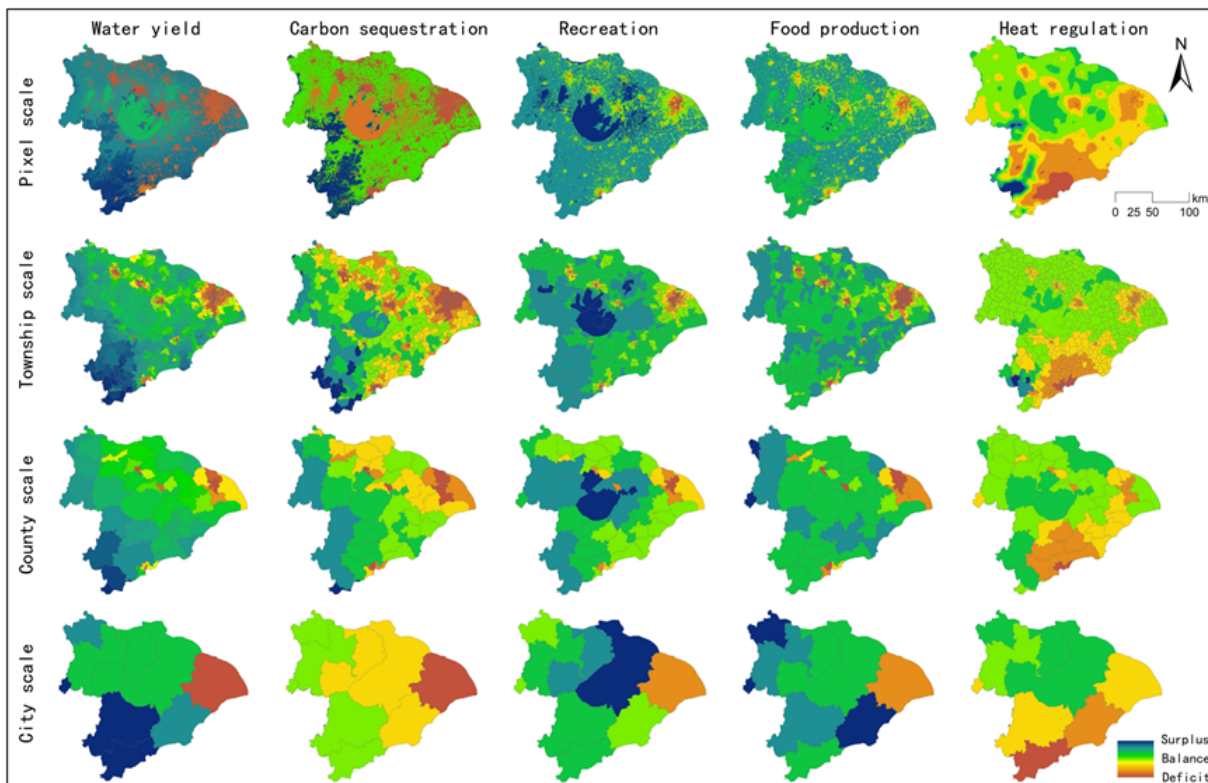 Water yield
Carbon sequestration
Recreation
Food production
Heat regulation
N
Pixel scale
km
0 25 50 100
Township scale
County scale
City scale
Surplus
Balance
Deficit